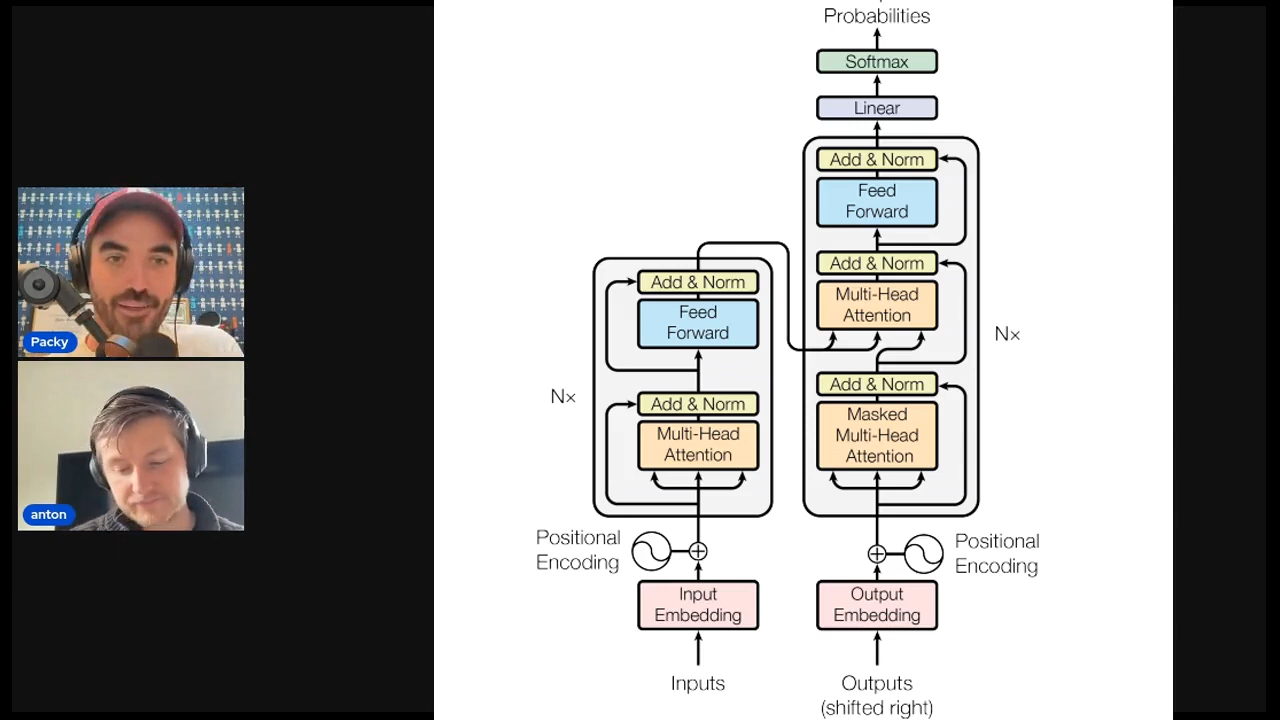 Packy
anton
Probabilities
Softmax
Linear
Add & Norm
Feed
Forward
Add & Norm
Multi-Head
Attention
Add & Norm
Masked
Multi-Head
Attention
Nx
Add & Norm
Feed
Forward
Add & Norm
Multi-Head
Attention
Nx
Positional
Encoding
Positional
Encoding
Input
Embedding
Output
Embedding
Inputs
Outputs
(shifted right)